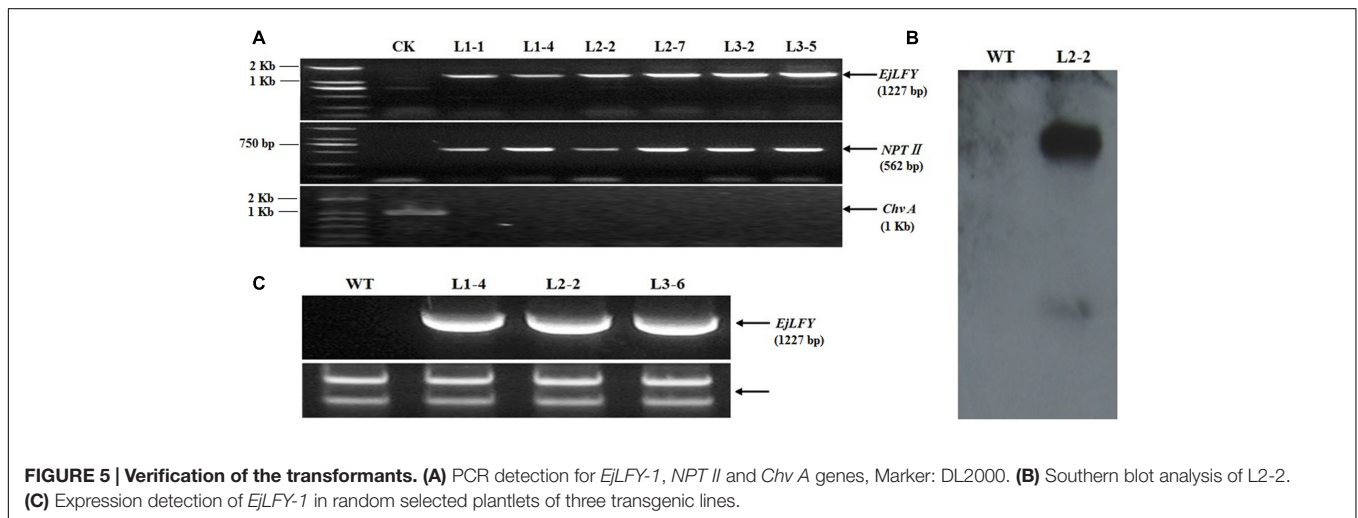 A
CK L1-1 L1-4 L2-2 L2-7 L3-2 L3-5
2 Kb
1 Kb
EjLFY
(1227 bp)
750 bp
NPT II
(562 bp)
2 Kb
1 Kb
Chv A
(1 Kb)
B
WT L2-2
C
WT L1-4 L2-2 L3-6
EjLFY
(1227 bp)
FIGURE 5 | Verification of the transformants. (A) PCR detection for EjLFY-1, NPT II and Chv A genes, Marker: DL2000. (B) Southern blot analysis of L2-2.
(C) Expression detection of EjLFY-1 in random selected plantlets of three transgenic lines.